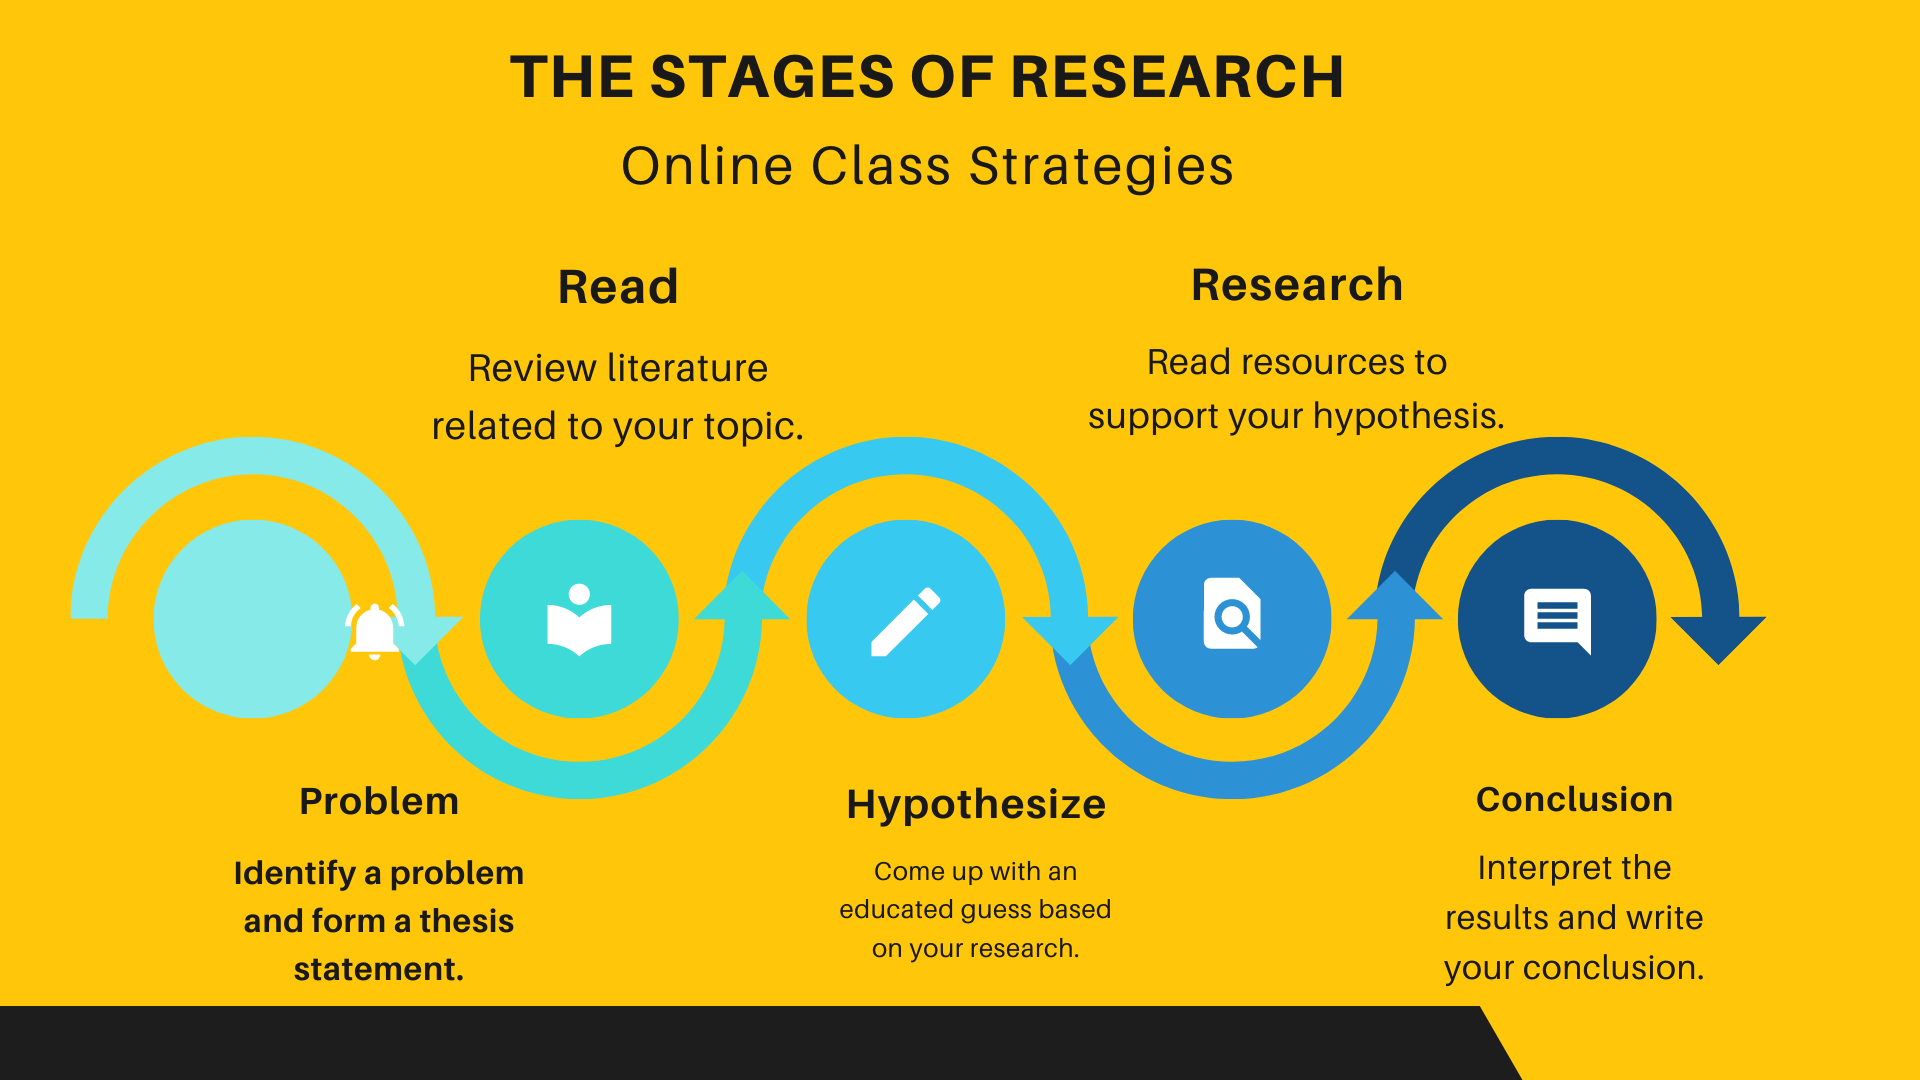 THE STAGES OF RESEARCH
Online Class Strategies
Problem
Identify a problem
and form a thesis
statement.
Read
Review literature
related to your topic.
Hypothesize
Come up with an
educated guess based
on your research.
Research
Read resources to
support your hypothesis.
Conclusion
Interpret the
results and write
your conclusion.